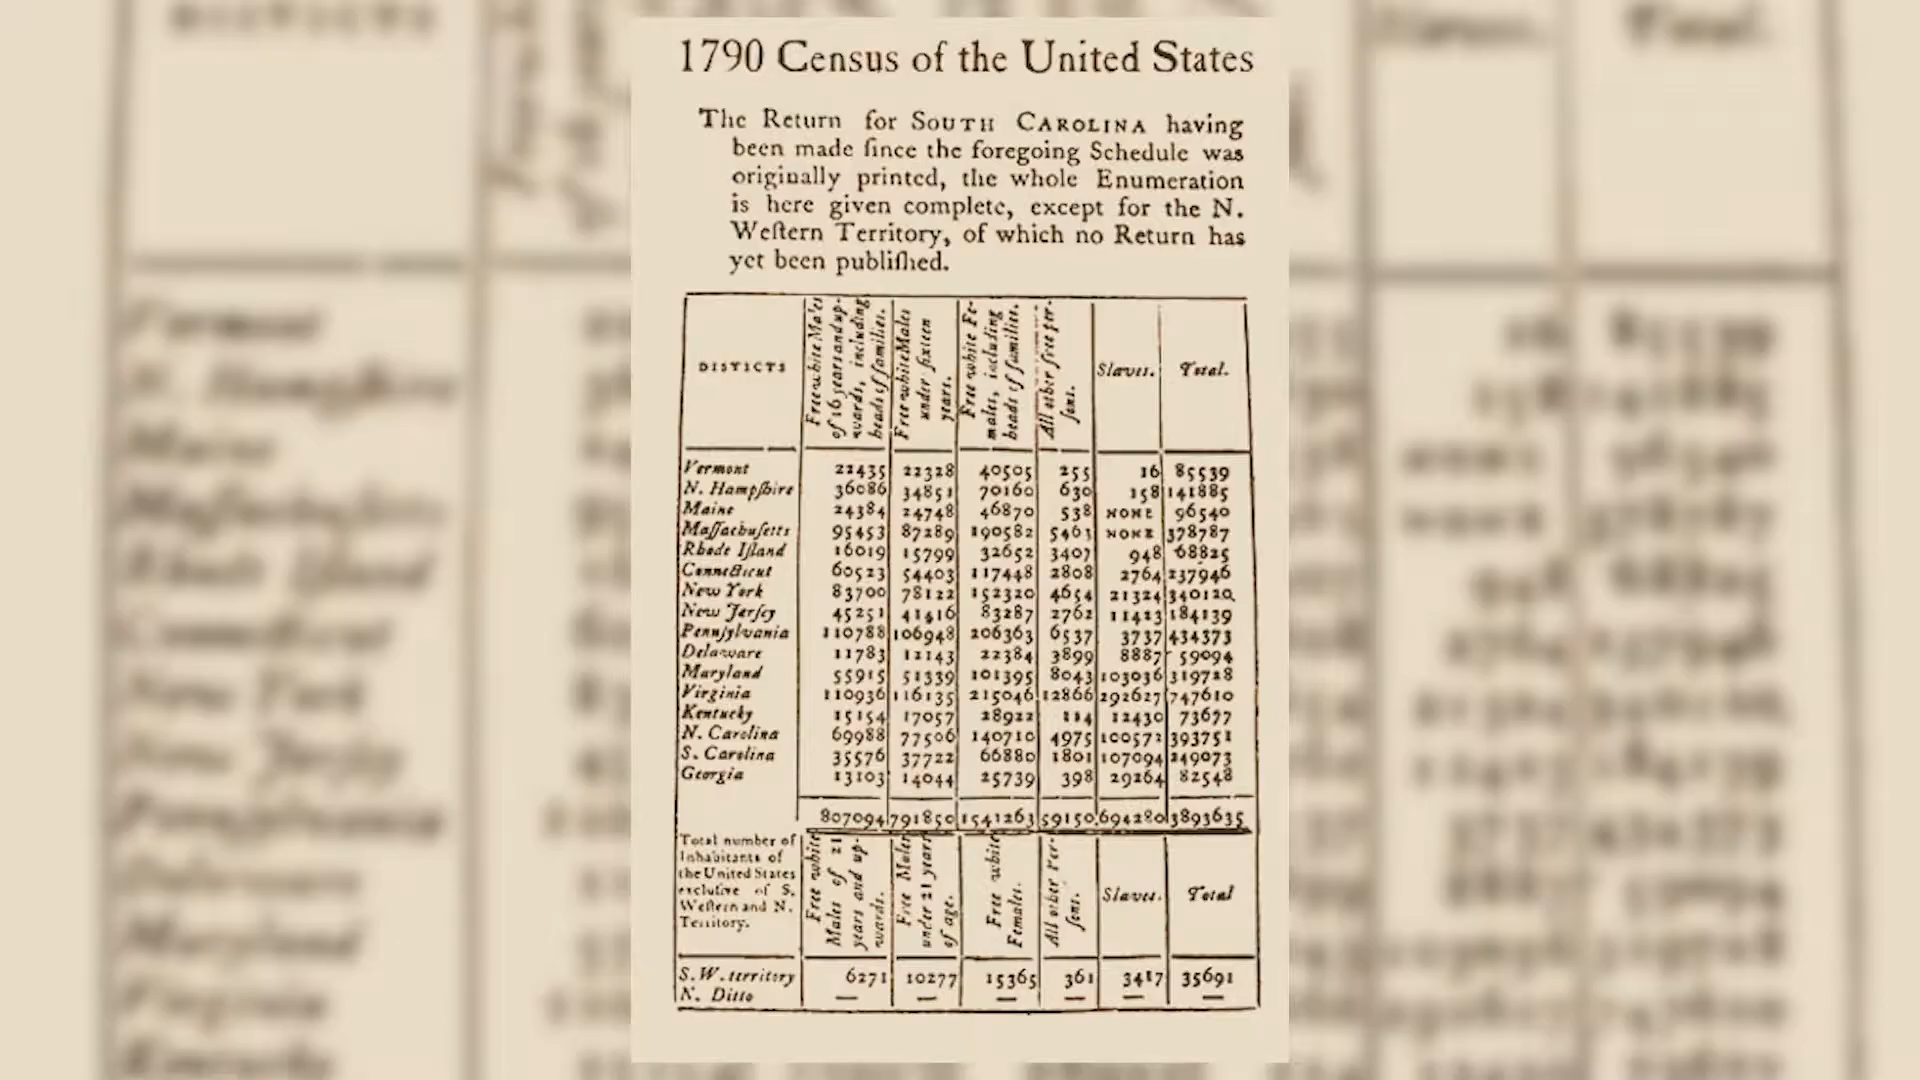 1790 Census of the United States
The Return for SOUTH CAROLINA having
been made ſince the foregoing Schedule was
originally printed, the whole Enumeration
is here given complete, except for the N.
Weſtern Territory, of which no Return has
yet been publiſhed.
DISTICTS
Free white Males
of 16 years and up-
wards, including
heads of families.
Free white Males
under ſixteen
years.
Free white Fe-
males, including
heads of families.
All other free per-
ſons.
Slaves.
Total.
Vermont 22435 22328 40505 255 16 85539
N. Hampſhire 36086 34851 70160 630 158 141885
Maine 24384 24748 46870 538 NONE 96540
Maſſachuſetts 95453 87289 190582 5463 NONE 378787
Rhode Iſland 16019 15799 32652 3407 948 68825
Connecticut 60523 54403 117448 2808 2764 237946
New York 83700 78122 152320 4654 21324 340120
New Jerſey 45251 41416 83287 2762 11423 184139
Pennſylvania 110788 106948 206363 6537 3737 434373
Delaware 11783 12143 22384 3899 8887 59094
Maryland 55915 51339 101395 8043 103036 319728
Virginia 110936 116135 215046 12866 292627 747610
Kentucky 15154 17057 28922 114 12430 73677
N. Carolina 69988 77506 140710 4975 100572 393751
S. Carolina 35576 37722 66880 1801 107094 249073
Georgia 13103 14044 25739 398 29264 82548
807094 791850 1541263 59150 694280 3893635
Total number of
Inhabitants of
the United States
excluſive of S.
Weſtern and N.
Territory.
Free white
Males of 21
years and up-
wards.
Free Males
under 21 years
of age.
Free white
Females.
All other Per-
ſons.
Slaves.
Total
S. W. territory 6271 10277 15365 361 3417 35691
N. Ditto — — — — — —